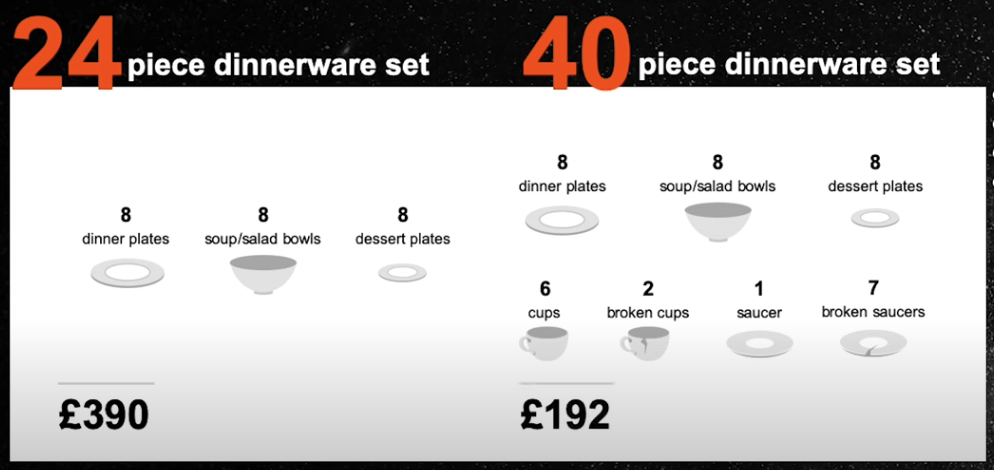 24 piece dinnerware set
40 piece dinnerware set
8
dinner plates
8
soup/salad bowls
8
dessert plates
£390
8
dinner plates
8
soup/salad bowls
8
dessert plates
6
cups
2
broken cups
1
saucer
7
broken saucers
£192